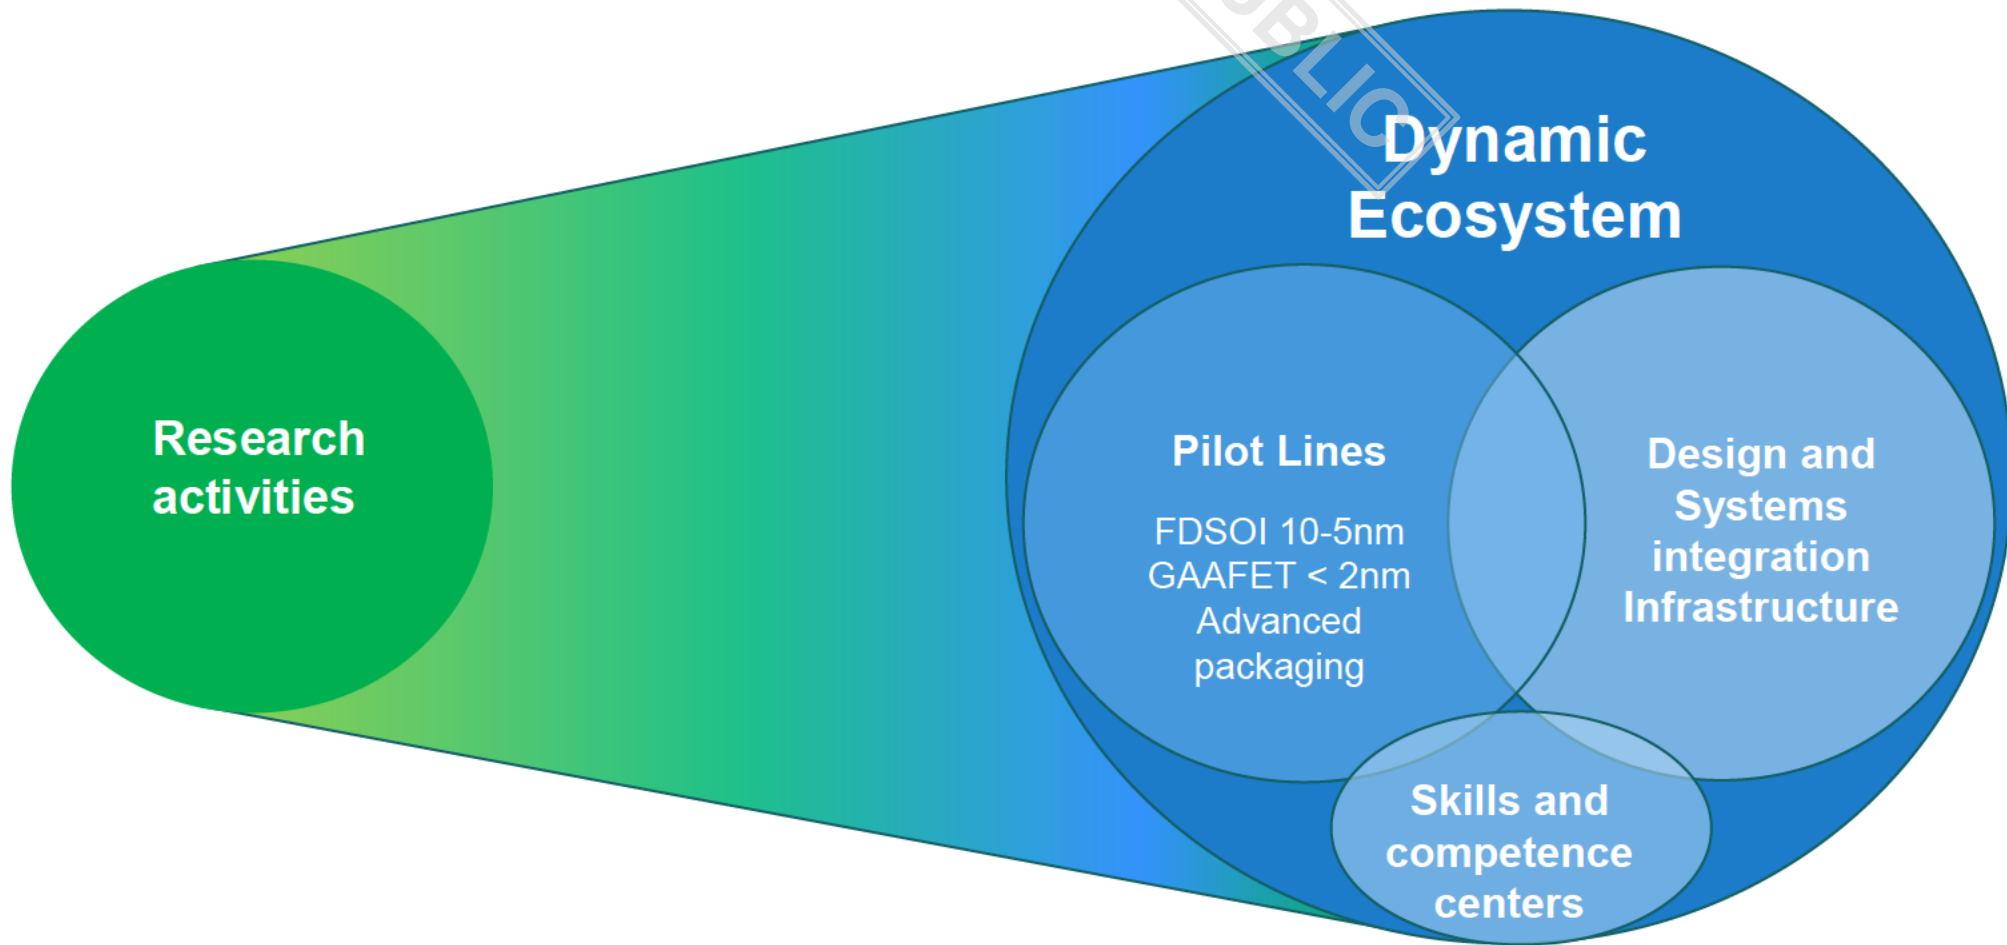 Dynamic
Ecosystem
Research
activities
Pilot Lines
FDSOI 10-5nm
GAAFET < 2nm
Advanced
packaging
Design and
Systems
integration
Infrastructure
Skills and
competence
centers